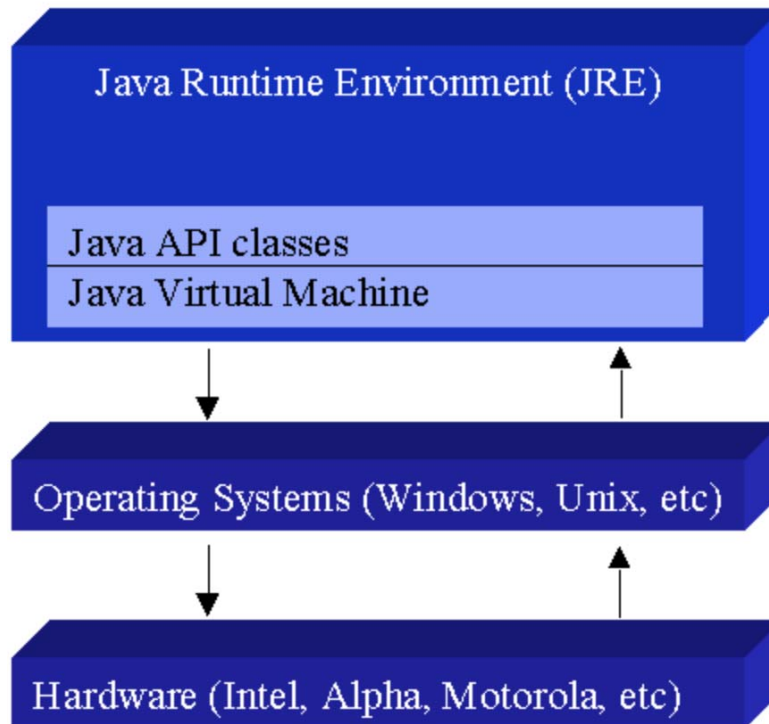 Java Runtime Environment (JRE)
Java API classes
Java Virtual Machine
Operating Systems (Windows, Unix, etc)
Hardware (Intel, Alpha, Motorola, etc)